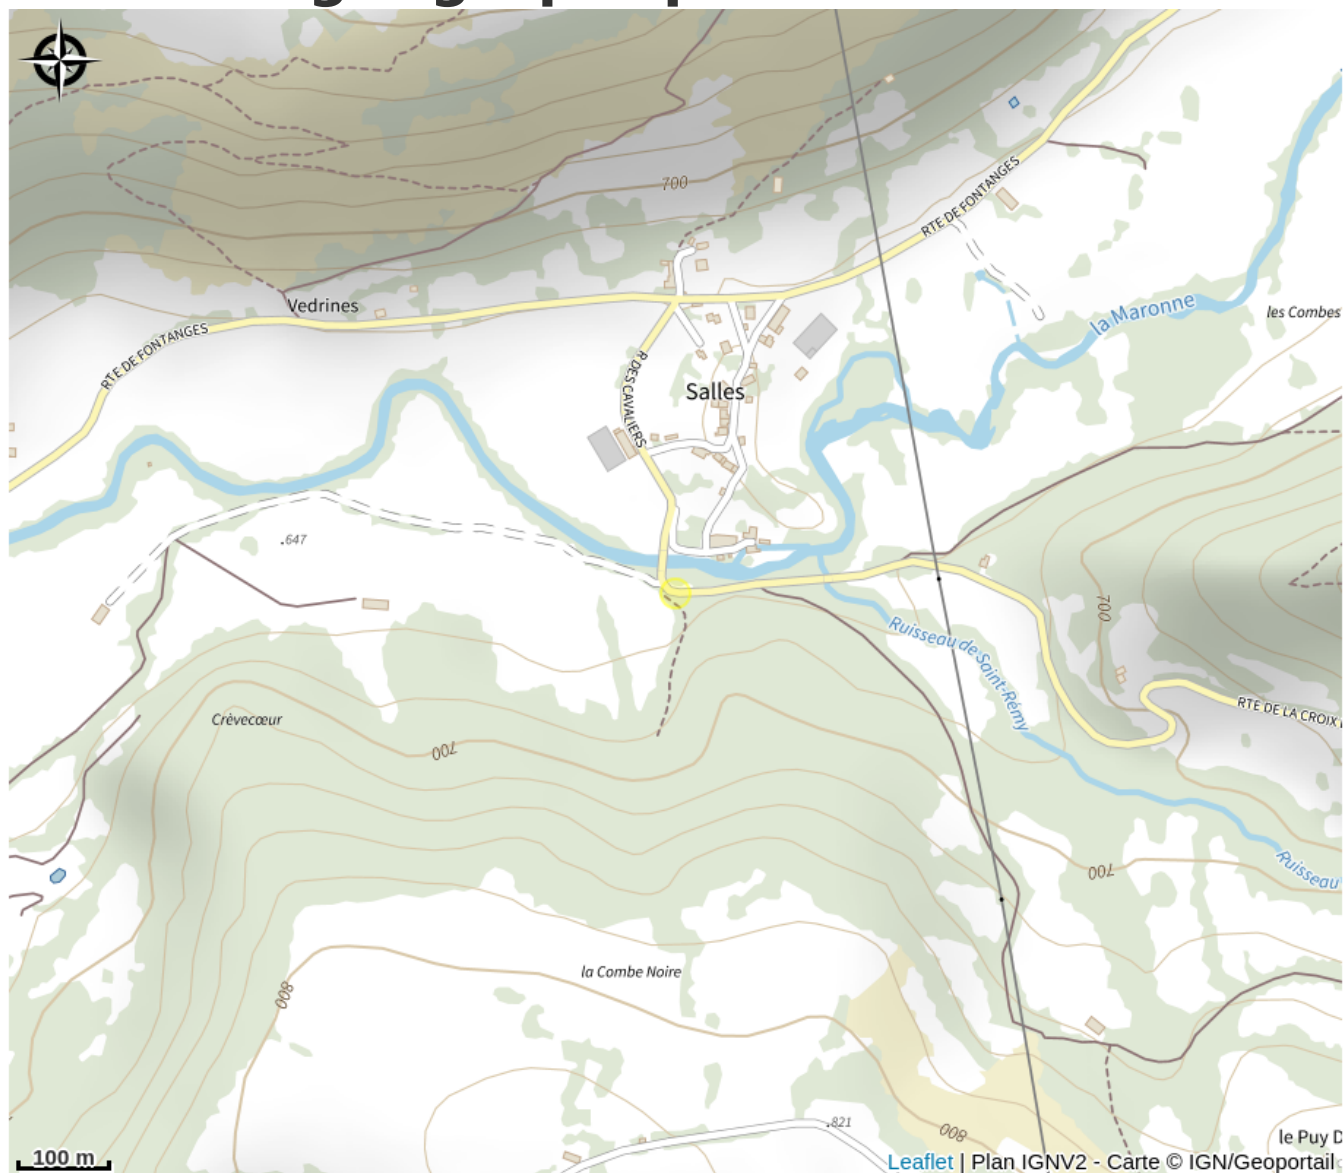 700
RTE DE FONTANGES
la Maronne
les Combes
Vedrines
RTE DE FONTANGES
R DES CAVALIERS
Salles
.647
700
Ruisseau de Saint-Rémy
RTE DE LA CROIX
Crèvecœur
700
700
Ruisseau
la Combe Noire
800
.821
800
le Puy D
100 m
Leaflet | Plan IGNV2 - Carte © IGN/Geoportail